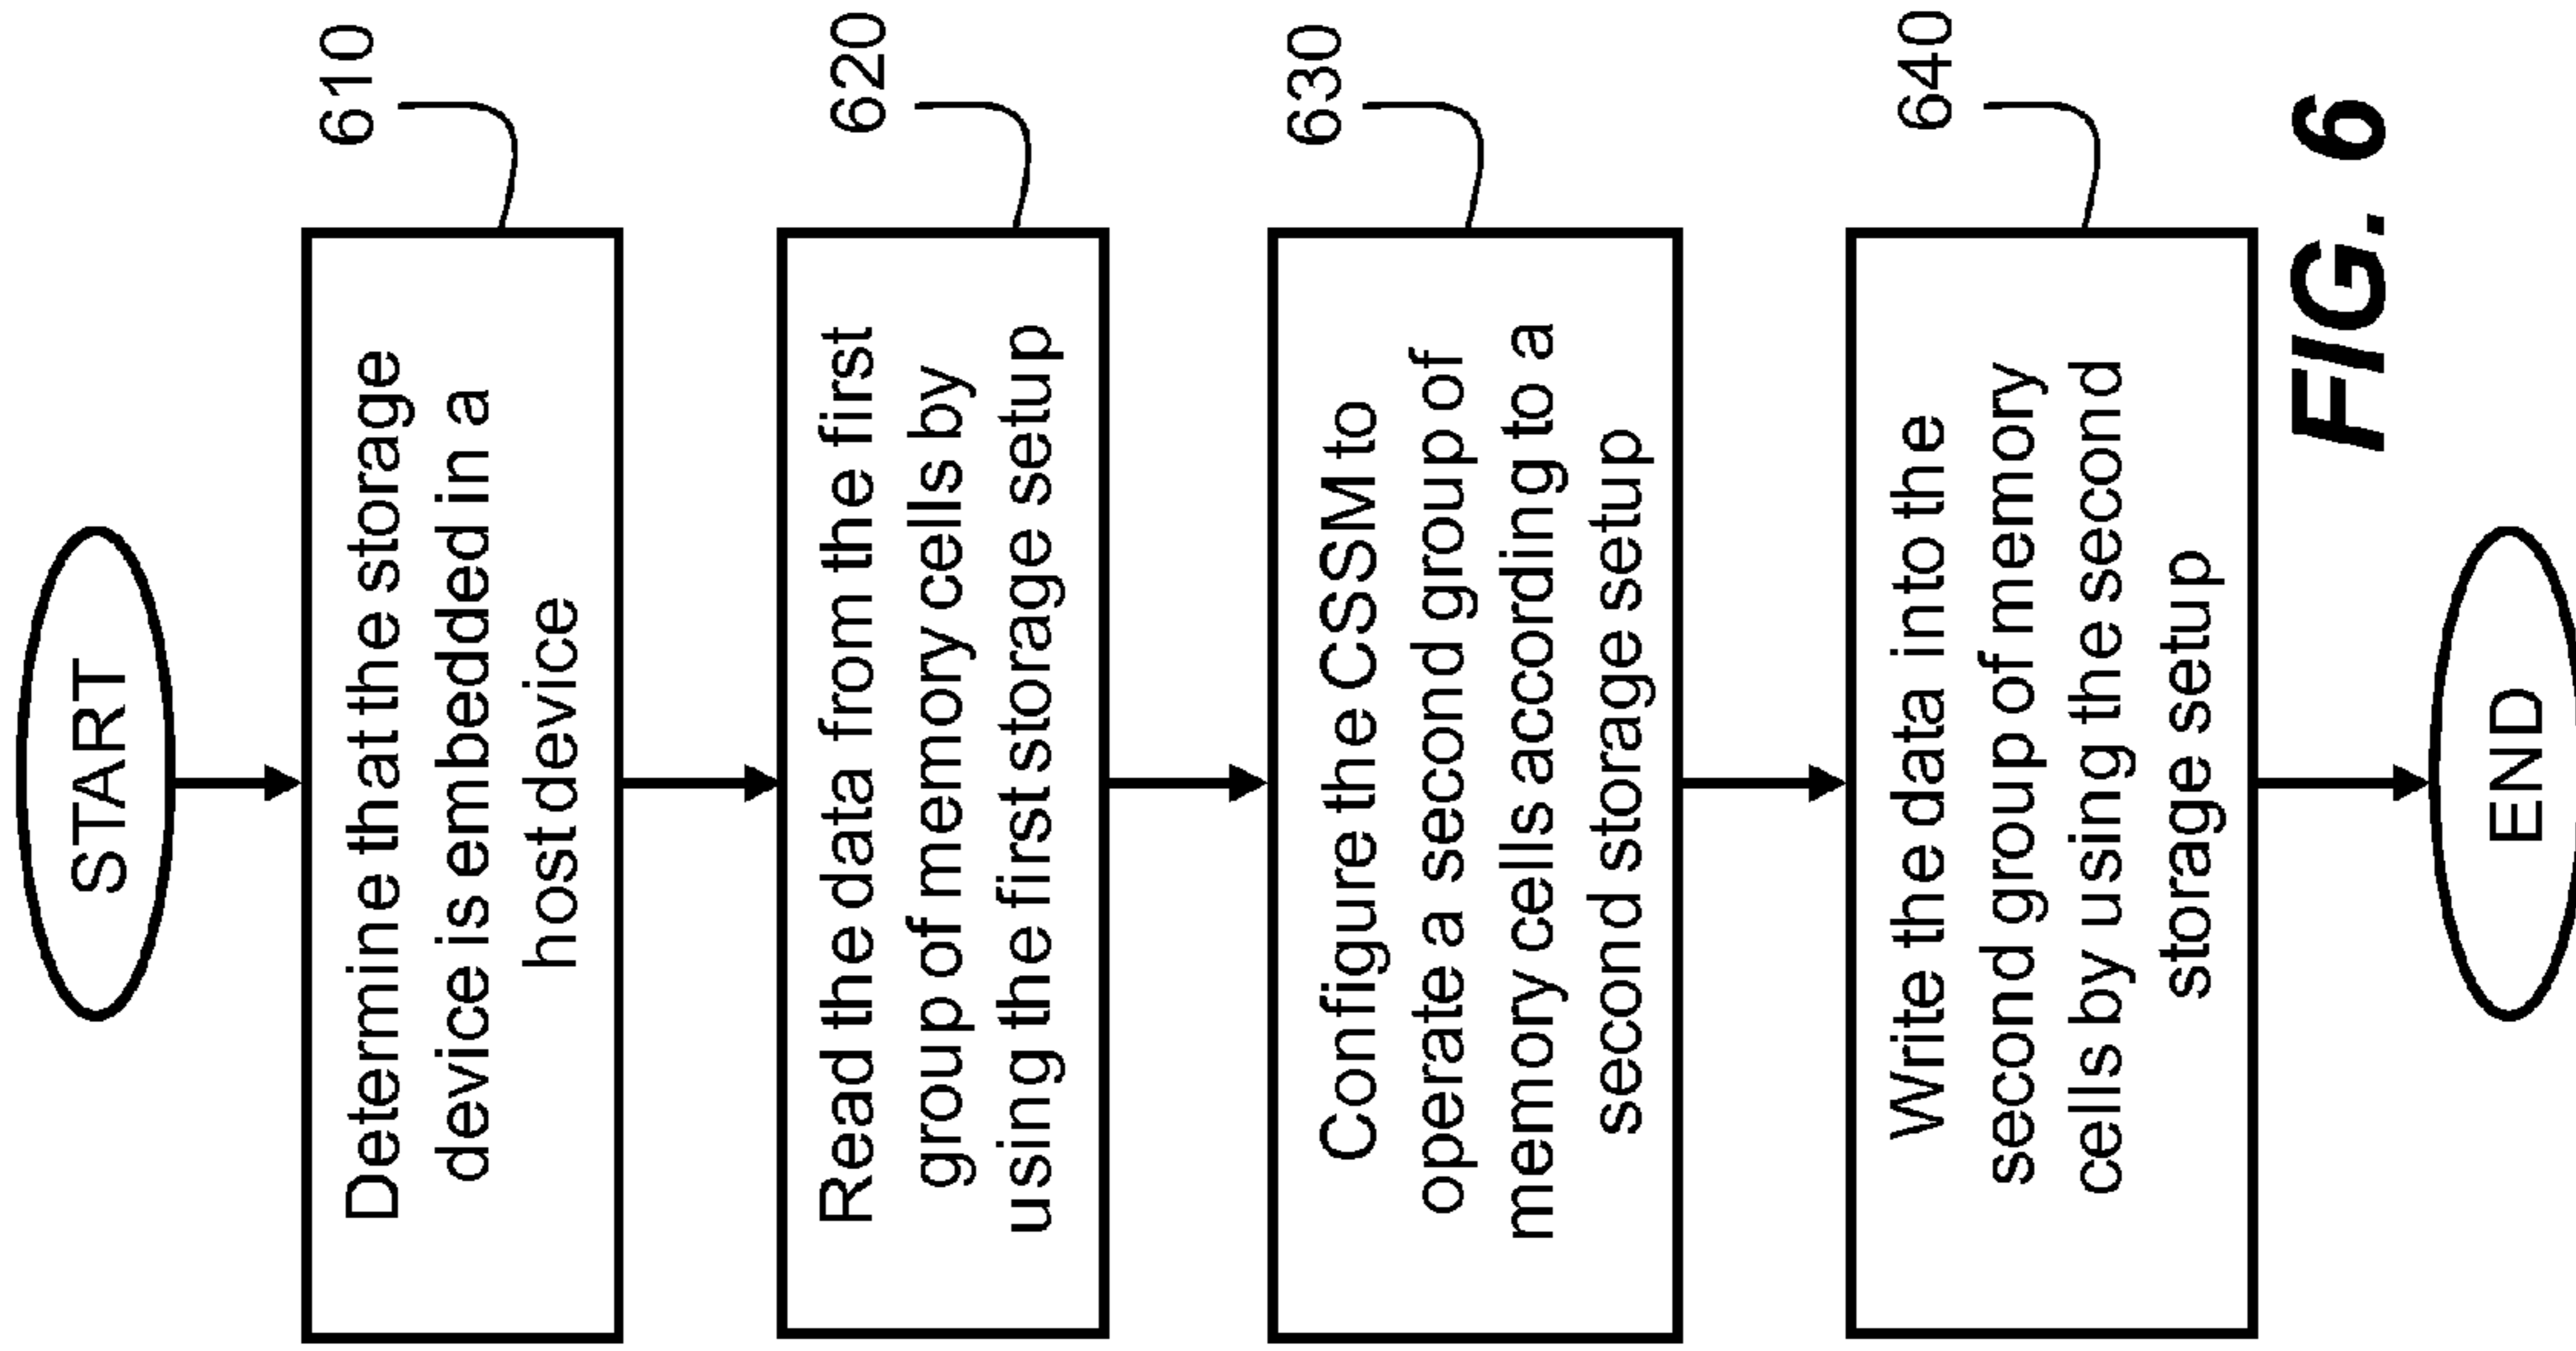 START
610
Determine that the storage
device is embedded in a
host device
620
Read the data from the first
group of memory cells by
using the first storage setup
630
Configure the CSSM to
operate a second group of
memory cells according to a
second storage setup
640
Write the data into the
second group of memory
cells by using the second
storage setup
END
FIG. 6